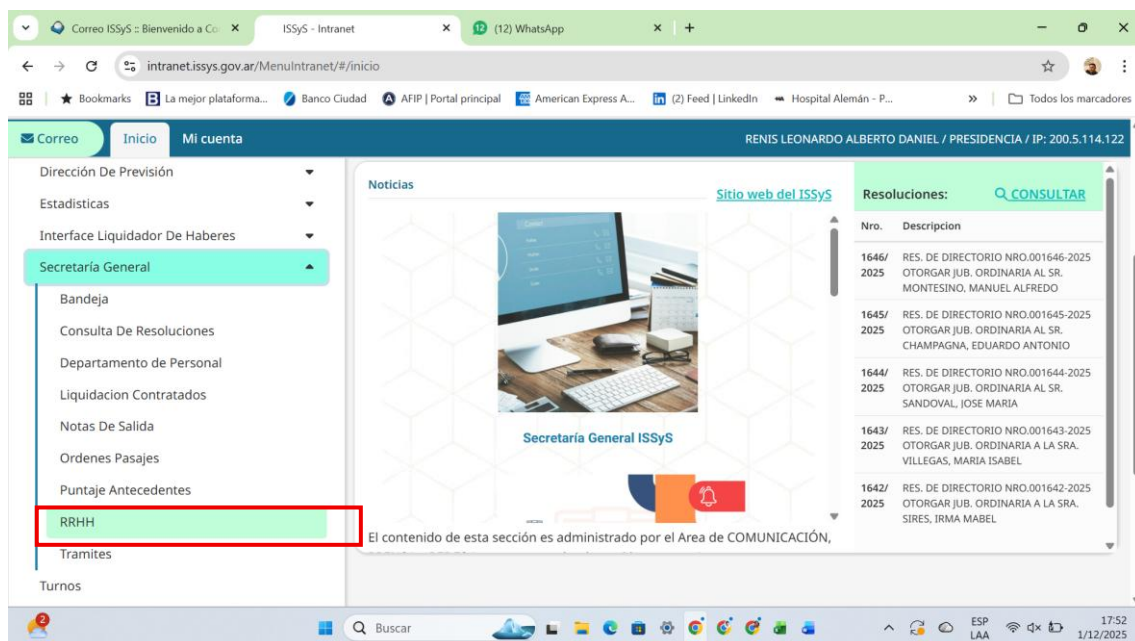 Correo ISSyS :: Bienvenido a Co
ISSyS - Intranet
(12) WhatsApp
intranet.issys.gov.ar/MenuIntranet/#/inicio
Bookmarks
La mejor plataforma...
Banco Ciudad
AFIP | Portal principal
American Express A...
(2) Feed | LinkedIn
Hospital Alemán - P...
Todos los marcadores
Correo
Inicio
Mi cuenta
RENIS LEONARDO ALBERTO DANIEL / PRESIDENCIA / IP: 200.5.114.122
Dirección De Previsión
Estadisticas
Interface Liquidador De Haberes
Secretaría General
Bandeja
Consulta De Resoluciones
Departamento de Personal
Liquidacion Contratados
Notas De Salida
Ordenes Pasajes
Puntaje Antecedentes
RRHH
Tramites
Turnos
Noticias
Sitio web del ISSyS
Secretaría General ISSyS
El contenido de esta sección es administrado por el Area de COMUNICACIÓN,
Resoluciones:
CONSULTAR
Nro. Descripcion
1646/ RES. DE DIRECTORIO NRO.001646-2025
2025 OTORGAR JUB. ORDINARIA AL SR.
MONTESINO, MANUEL ALFREDO
1645/ RES. DE DIRECTORIO NRO.001645-2025
2025 OTORGAR JUB. ORDINARIA AL SR.
CHAMPAGNA, EDUARDO ANTONIO
1644/ RES. DE DIRECTORIO NRO.001644-2025
2025 OTORGAR JUB. ORDINARIA AL SR.
SANDOVAL, JOSE MARIA
1643/ RES. DE DIRECTORIO NRO.001643-2025
2025 OTORGAR JUB. ORDINARIA A LA SRA.
VILLEGAS, MARIA ISABEL
1642/ RES. DE DIRECTORIO NRO.001642-2025
2025 OTORGAR JUB. ORDINARIA A LA SRA.
SIRES, IRMA MABEL
Buscar
ESP
LAA
17:52
1/12/2025